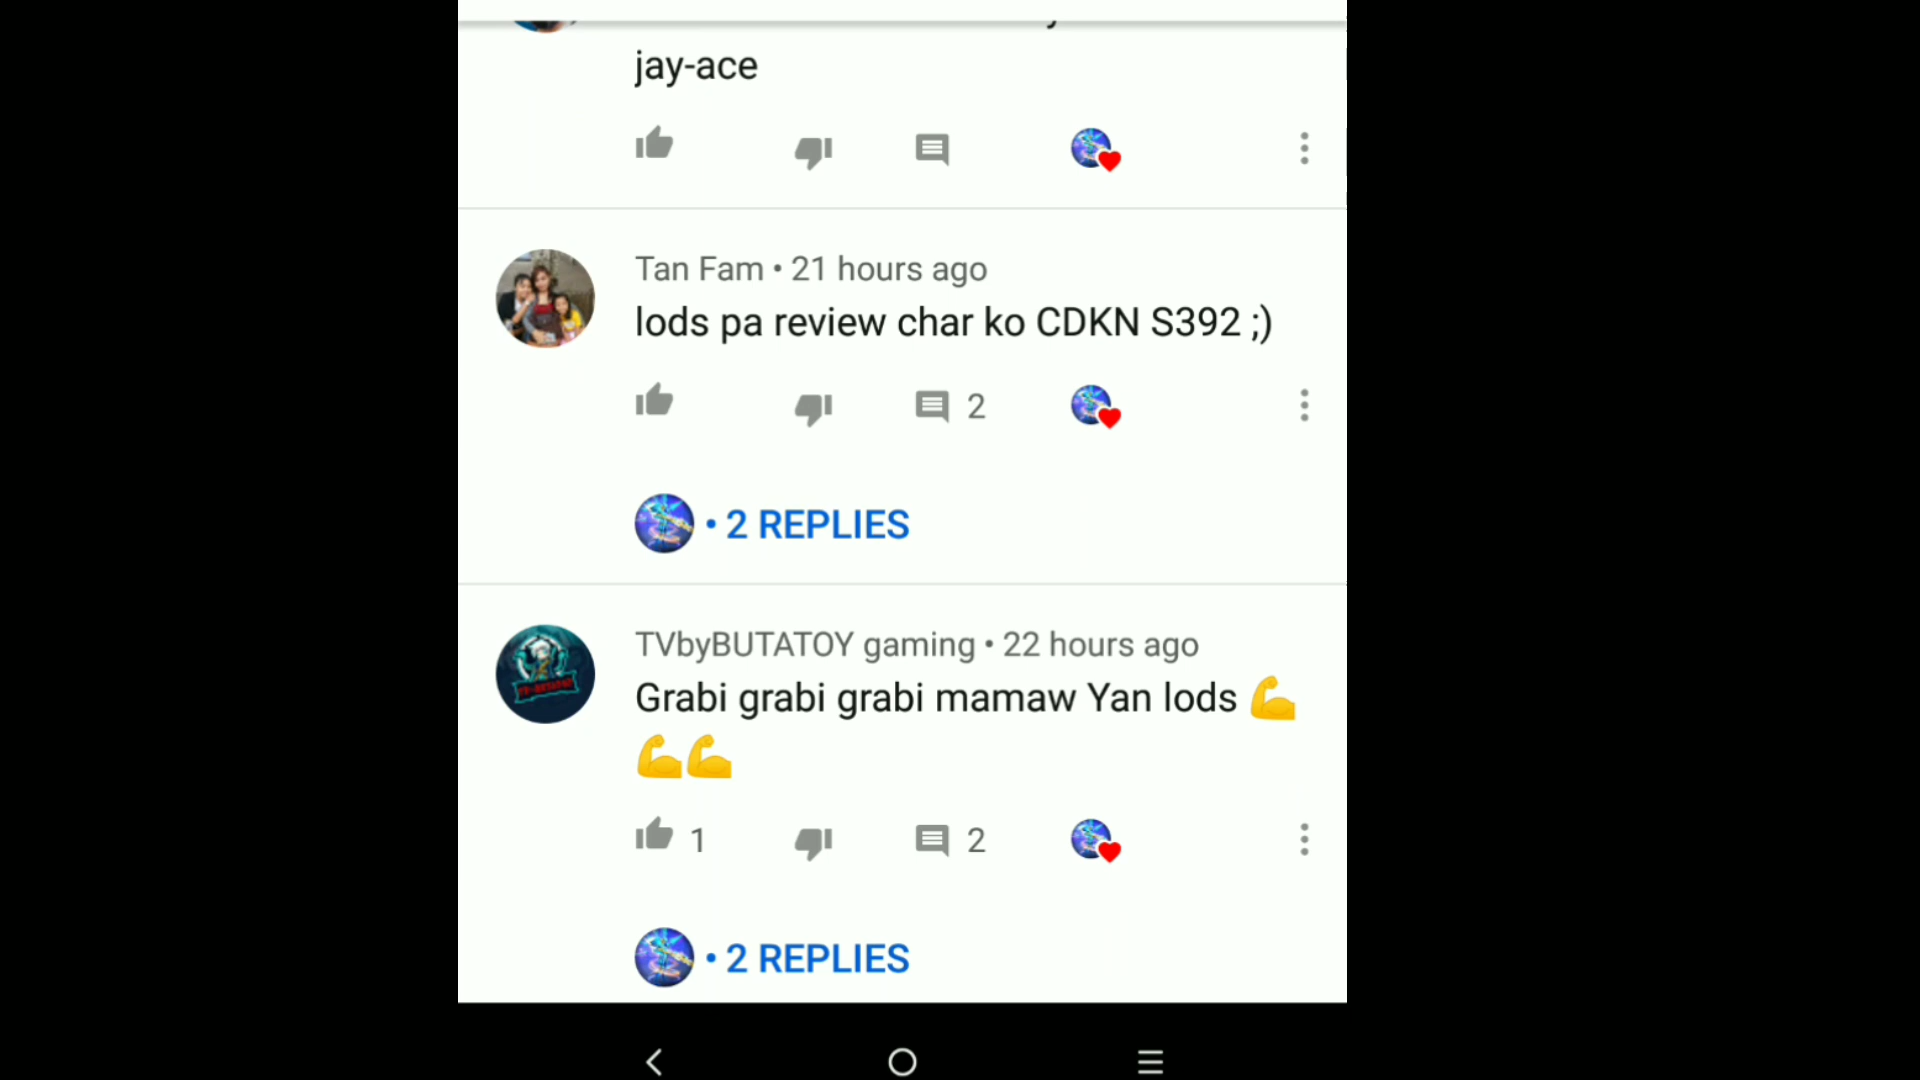 jay-ace
Tan Fam • 21 hours ago
lods pa review char ko CDKN S392 ;)
2
• 2 REPLIES
TVbyBUTATOY gaming • 22 hours ago
Grabi grabi grabi mamaw Yan lods 💪
💪💪
1 2
• 2 REPLIES